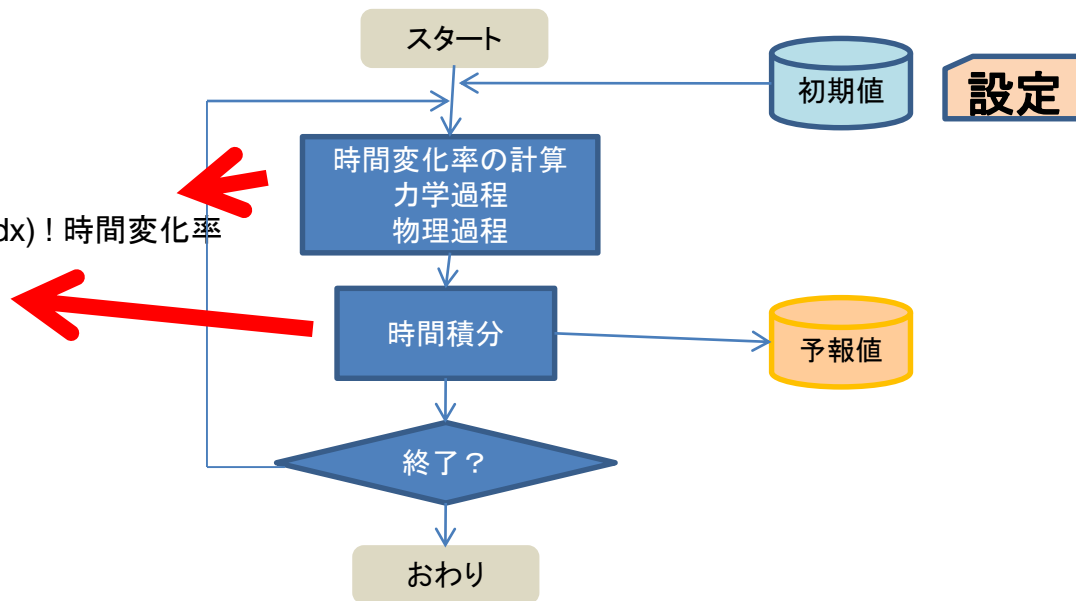 スタート
初期値
設定
時間変化率の計算
力学過程
物理過程
dx) ! 時間変化率
時間積分
予報値
終了？
おわり